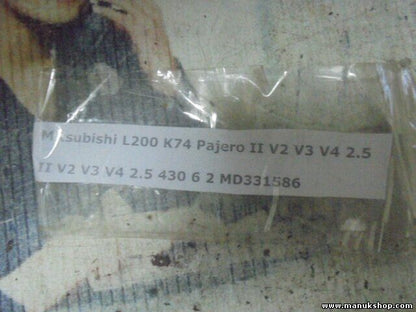 Mitsubishi L200 K74 Pajero II V2 V3 V4 2.5
II V2 V3 V4 2.5 430 6 2 MD331586
www.manukshop.com